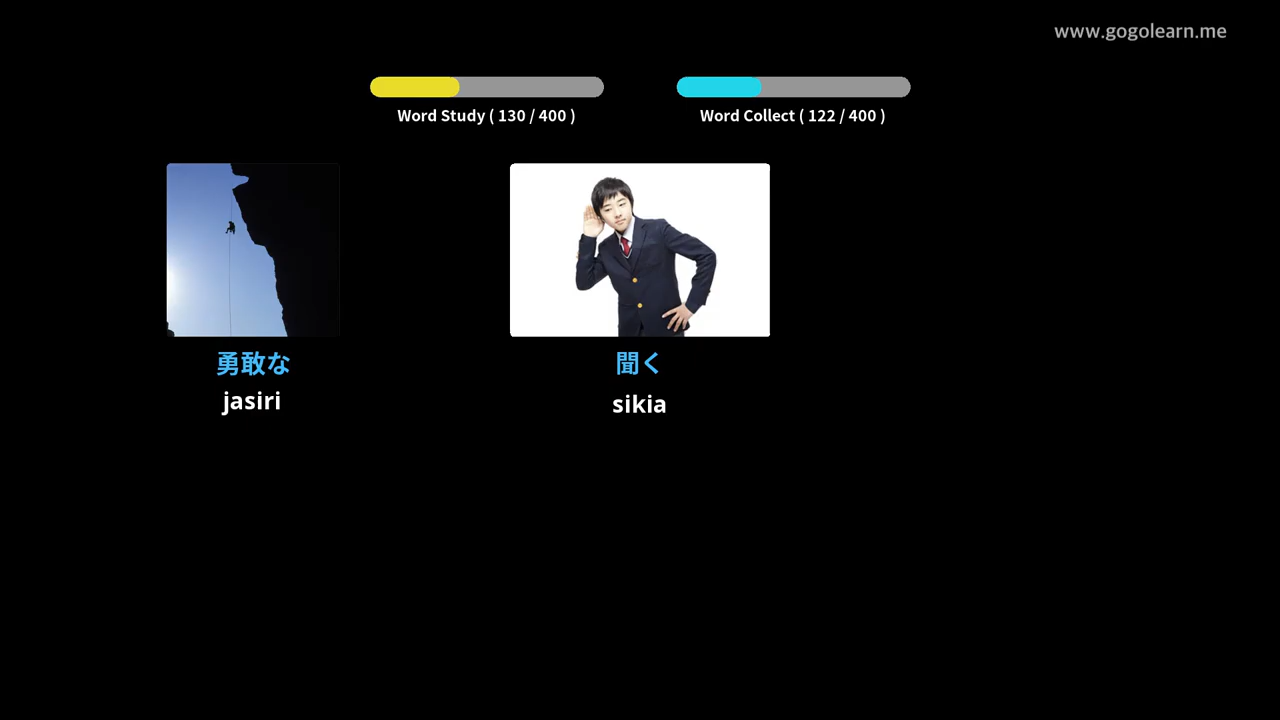 www.gogolearn.me
Word Study ( 130 / 400 )
Word Collect ( 122 / 400 )
勇敢な
jasiri
聞く
sikia